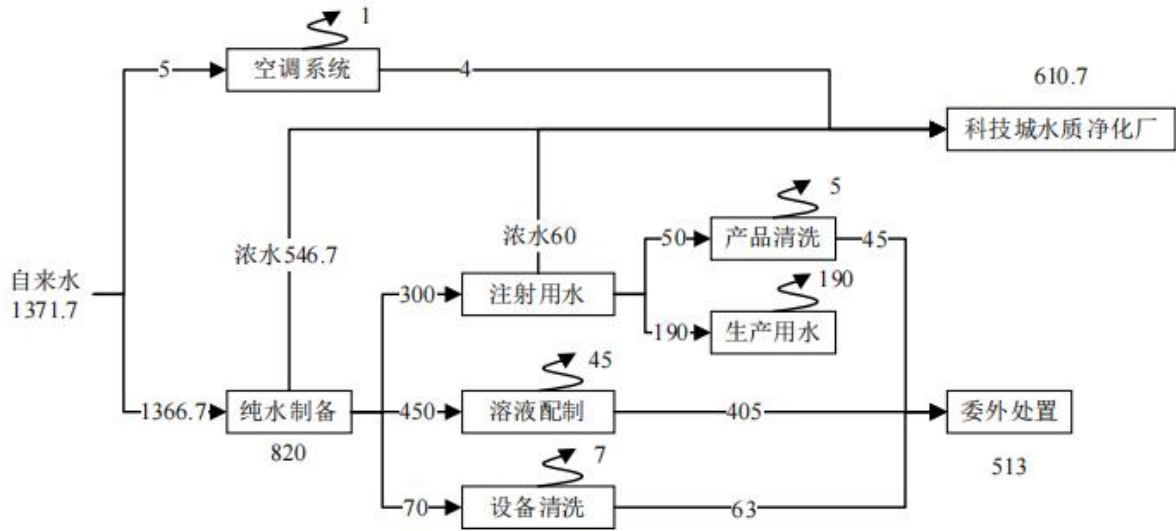 1
5
空调系统
4
610.7
科技城水质净化厂
5
浓水546.7
浓水60
50
产品清洗
45
自来水
1371.7
300
注射用水
190
190
生产用水
45
1366.7
纯水制备
450
溶液配制
405
委外处置
820
7
513
70
设备清洗
63